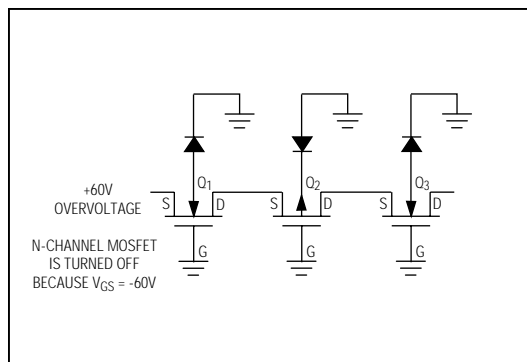 Q1
Q2
Q3
+60V
OVERVOLTAGE
S
D
S
D
S
D
N-CHANNEL MOSFET
IS TURNED OFF
BECAUSE VGS = -60V
G
G
G